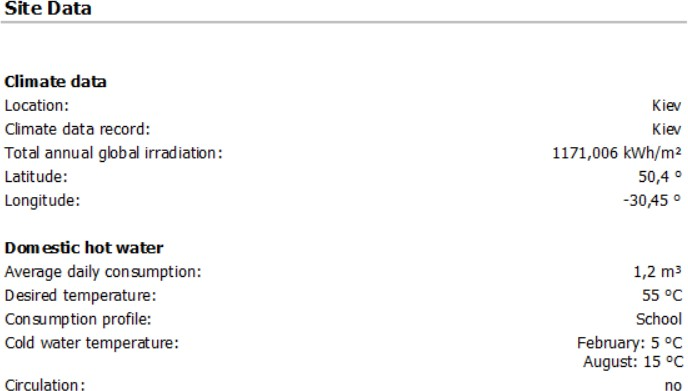 Site Data
Climate data
Location: Kiev
Climate data record: Kiev
Total annual global irradiation: 1171,006 kWh/m²
Latitude: 50,4 °
Longitude: -30,45 °
Domestic hot water
Average daily consumption: 1,2 m³
Desired temperature: 55 °C
Consumption profile: School
Cold water temperature: February: 5 °C
August: 15 °C
Circulation: no